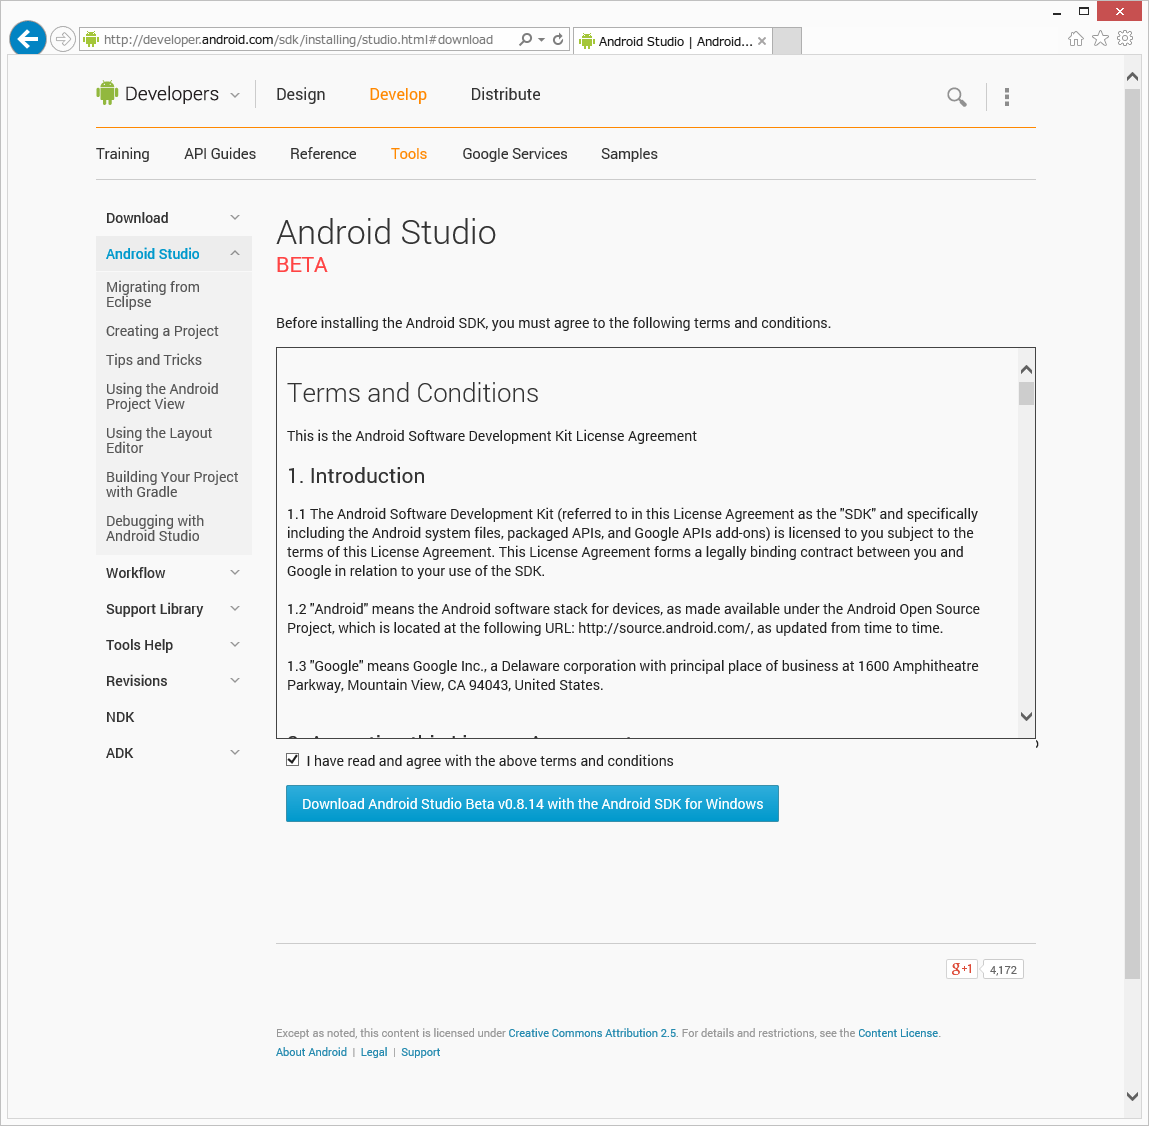 http://developer.android.com/sdk/installing/studio.html#download
Android Studio | Android...
Developers
Design
Develop
Distribute
Training
API Guides
Reference
Tools
Google Services
Samples
Download
Android Studio
Migrating from
Eclipse
Creating a Project
Tips and Tricks
Using the Android
Project View
Using the Layout
Editor
Building Your Project
with Gradle
Debugging with
Android Studio
Workflow
Support Library
Tools Help
Revisions
NDK
ADK
Android Studio
BETA
Before installing the Android SDK, you must agree to the following terms and conditions.
Terms and Conditions
This is the Android Software Development Kit License Agreement
1. Introduction
1.1 The Android Software Development Kit (referred to in this License Agreement as the "SDK" and specifically
including the Android system files, packaged APIs, and Google APIs add-ons) is licensed to you subject to the
terms of this License Agreement. This License Agreement forms a legally binding contract between you and
Google in relation to your use of the SDK.
1.2 "Android" means the Android software stack for devices, as made available under the Android Open Source
Project, which is located at the following URL: http://source.android.com/, as updated from time to time.
1.3 "Google" means Google Inc., a Delaware corporation with principal place of business at 1600 Amphitheatre
Parkway, Mountain View, CA 94043, United States.
I have read and agree with the above terms and conditions
Download Android Studio Beta v0.8.14 with the Android SDK for Windows
g+1
4,172
Except as noted, this content is licensed under Creative Commons Attribution 2.5. For details and restrictions, see the Content License.
About Android | Legal | Support